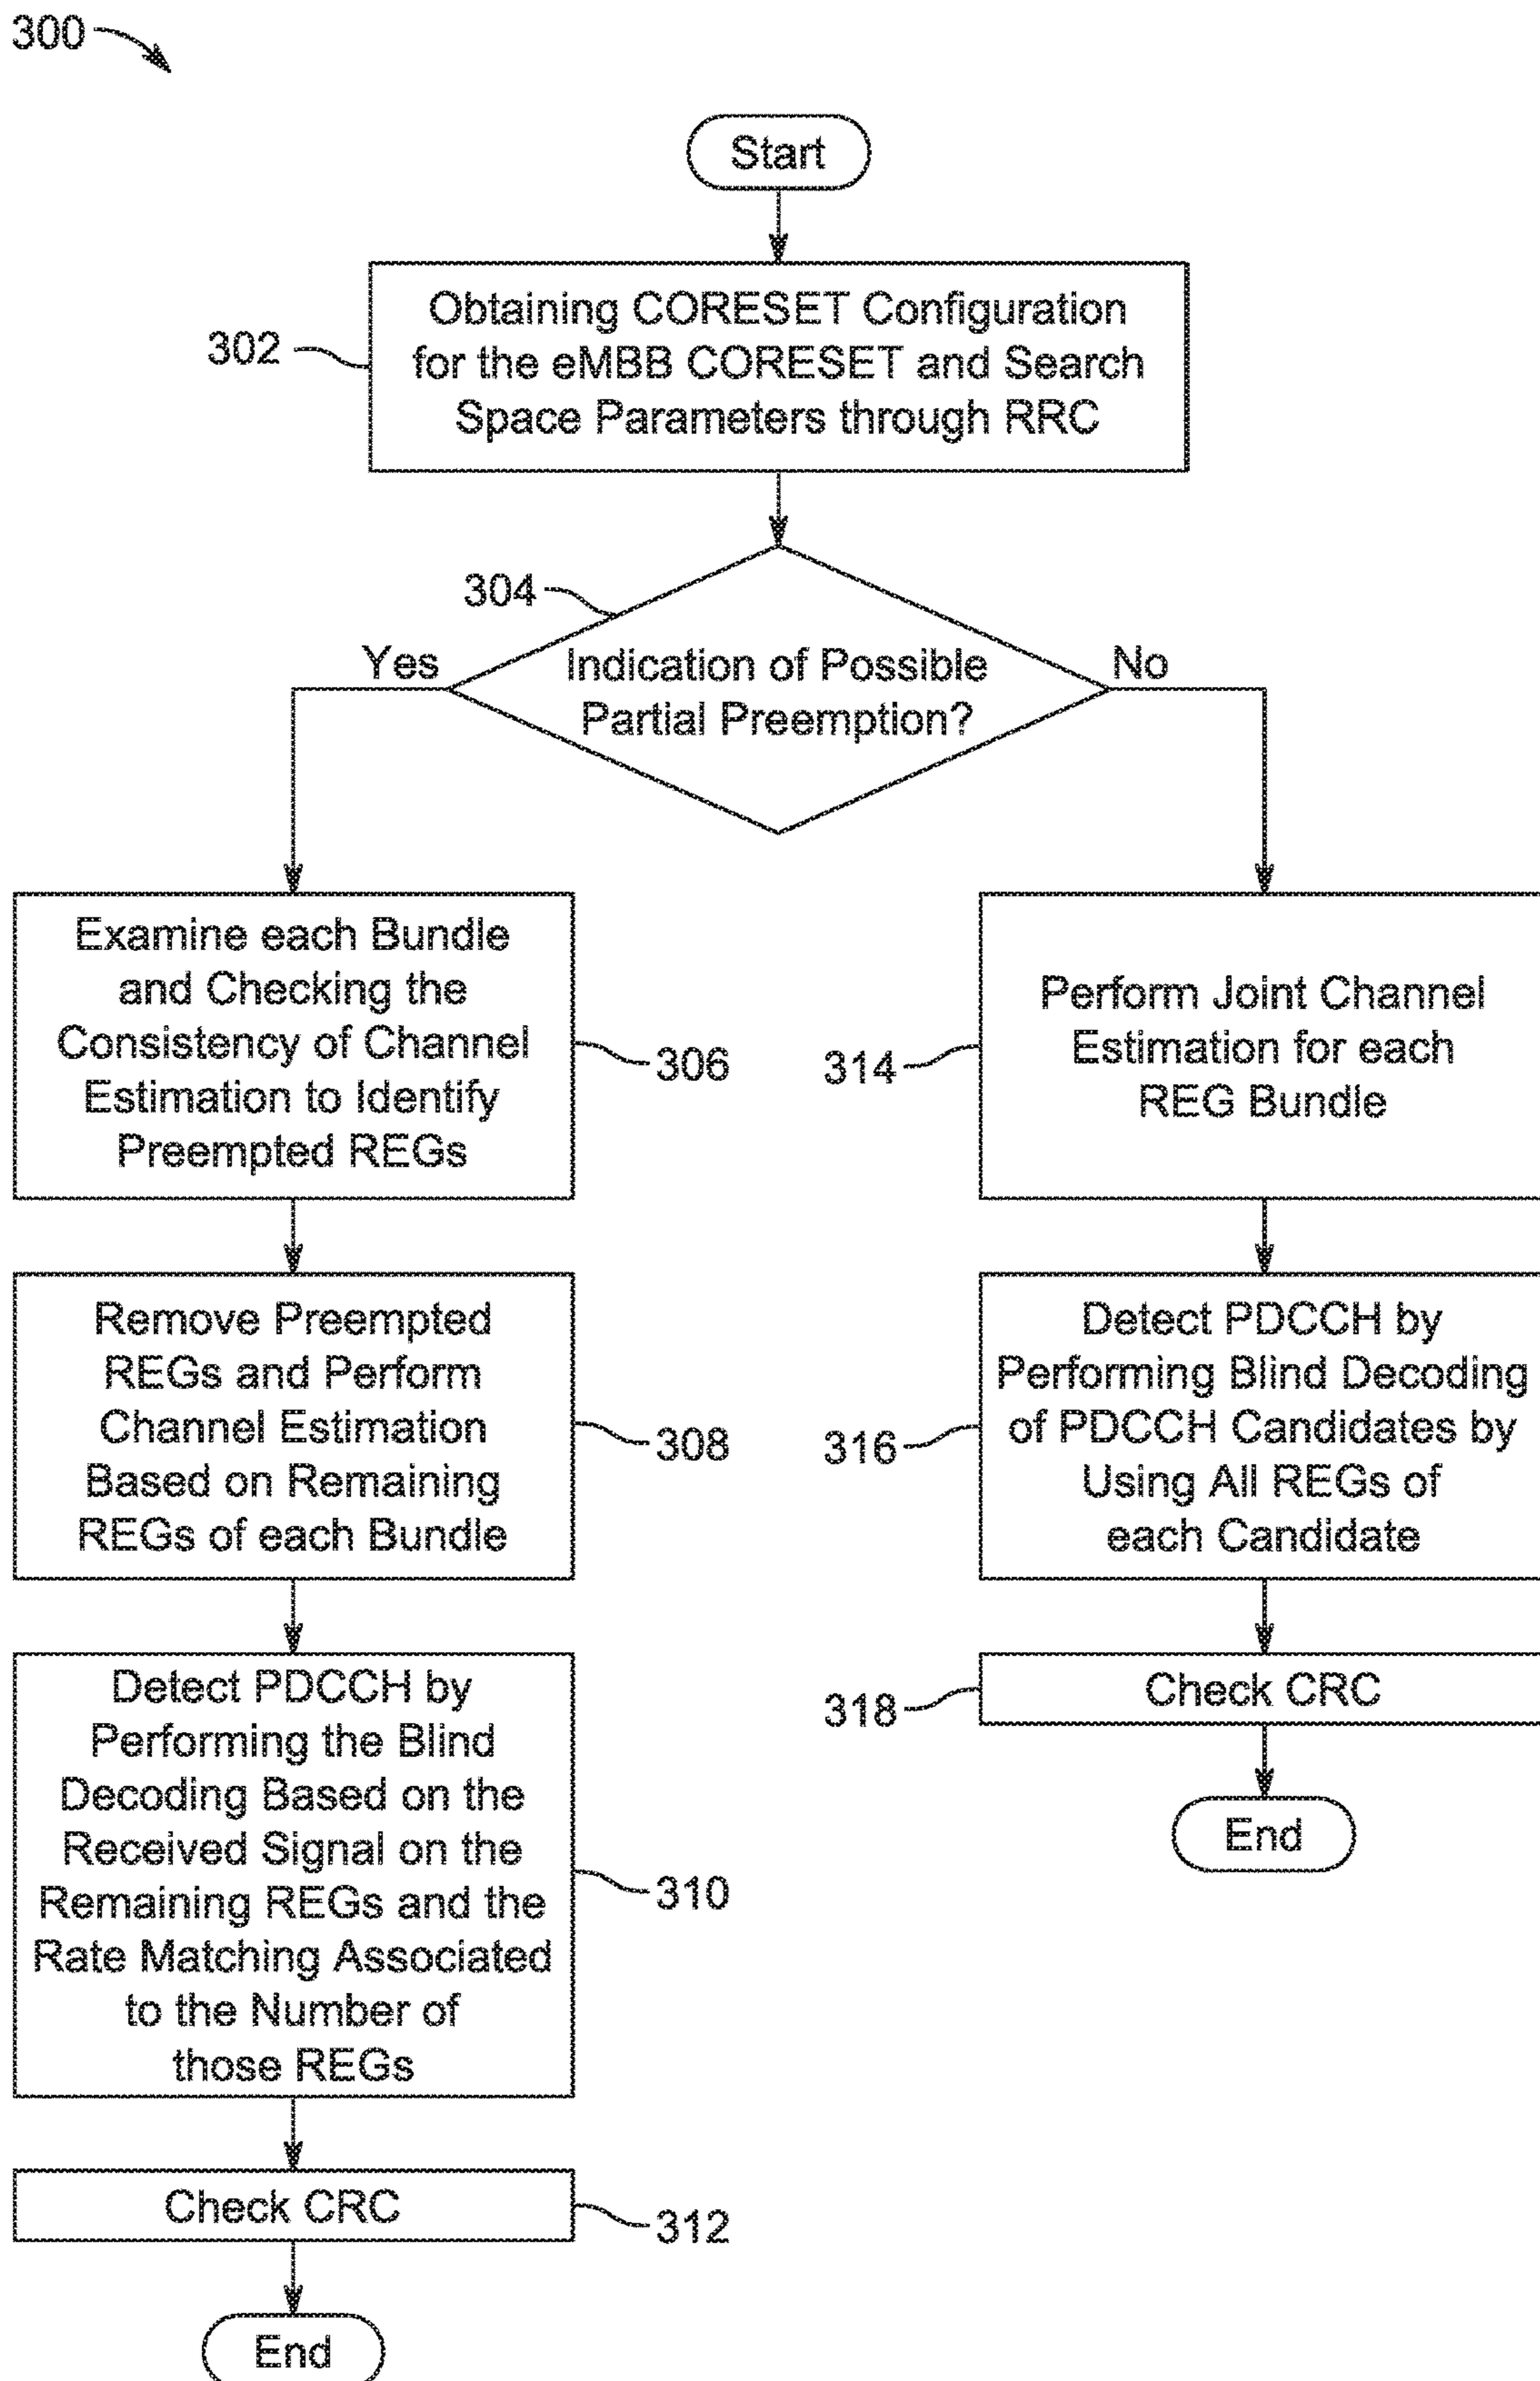 300
Start
302
Obtaining CORESET Configuration
for the eMBB CORESET and Search
Space Parameters through RRC
304
Indication of Possible
Partial Preemption?
Yes
No
Examine each Bundle
and Checking the
Consistency of Channel
Estimation to Identify
Preempted REGs
306
Remove Preempted
REGs and Perform
Channel Estimation
Based on Remaining
REGs of each Bundle
308
Detect PDCCH by
Performing the Blind
Decoding Based on the
Received Signal on the
Remaining REGs and the
Rate Matching Associated
to the Number of
those REGs
310
Check CRC
312
End
314
Perform Joint Channel
Estimation for each
REG Bundle
316
Detect PDCCH by
Performing Blind Decoding
of PDCCH Candidates by
Using All REGs of
each Candidate
318
Check CRC
End